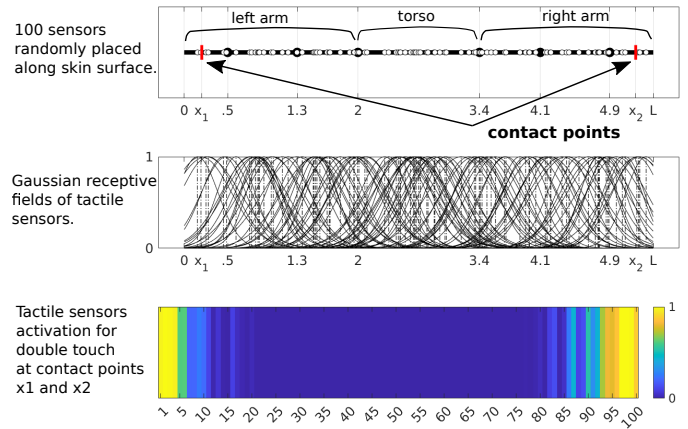 left arm torso right arm
100 sensors
randomly placed
along skin surface.
0 x1 .5 1.3 2 3.4 4.1 4.9 x2 L
contact points
1
Gaussian receptive
fields of tactile
sensors.
0
0 x1 .5 1.3 2 3.4 4.1 4.9 x2 L
Tactile sensors
activation for
double touch
at contact points
x1 and x2
1
0
1 5 10 15 20 25 30 35 40 45 50 55 60 65 70 75 80 85 90 95 100